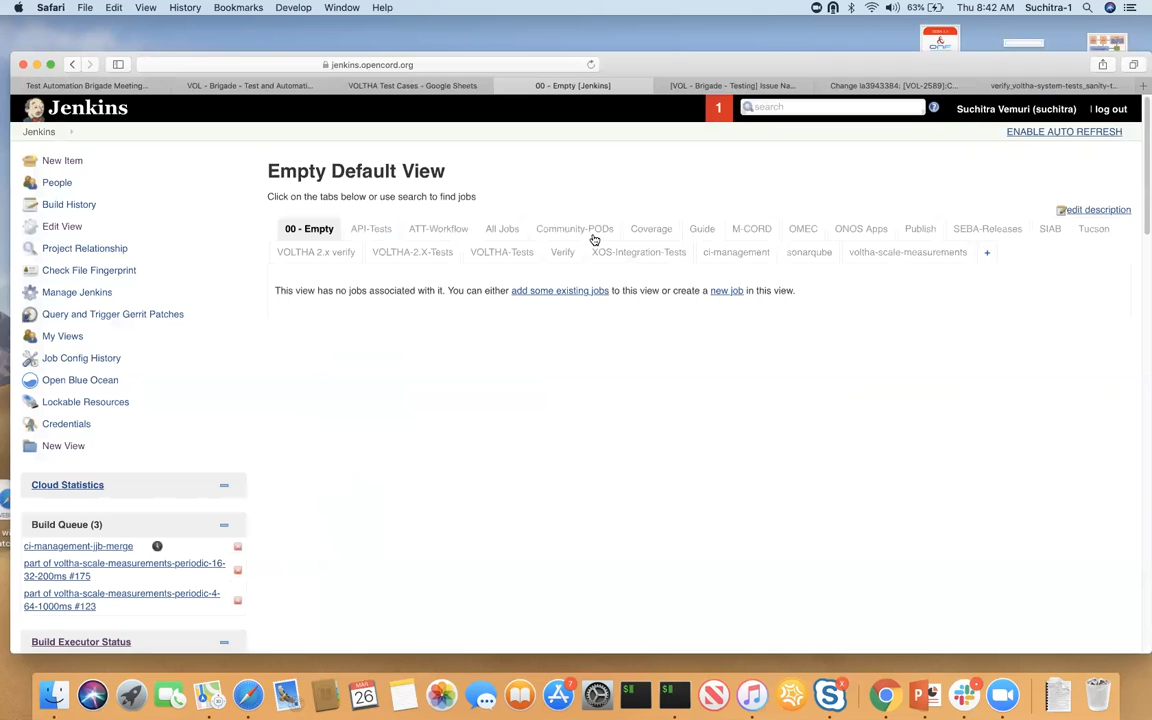 Safari File Edit View History Bookmarks Develop Window Help 63% Thu 8:42 AM Suchitra-1
jenkins.opencord.org
Test Automation Brigade Meeting... VOL - Brigade - Test and Automati... VOLTHA Test Cases - Google Sheets 00 - Empty [Jenkins] [VOL - Brigade - Testing] Issue Na... Change Ia3943384: [VOL-2589]:C... verify_voltha-system-tests_sanity-t... +
Jenkins 1 search ? Suchitra Vemuri (suchitra) | log out
Jenkins ENABLE AUTO REFRESH
New Item
People
Build History
Edit View
Project Relationship
Check File Fingerprint
Manage Jenkins
Query and Trigger Gerrit Patches
My Views
Job Config History
Open Blue Ocean
Lockable Resources
Credentials
New View
Cloud Statistics
Build Queue (3)
ci-management-jjb-merge
part of voltha-scale-measurements-periodic-16-
32-200ms #175
part of voltha-scale-measurements-periodic-4-
64-1000ms #123
Build Executor Status
Empty Default View
Click on the tabs below or use search to find jobs
edit description
00 - Empty API-Tests ATT-Workflow All Jobs Community-PODs Coverage Guide M-CORD OMEC ONOS Apps Publish SEBA-Releases SIAB Tucson
VOLTHA 2.x verify VOLTHA-2.X-Tests VOLTHA-Tests Verify XOS-Integration-Tests ci-management sonarqube voltha-scale-measurements +
This view has no jobs associated with it. You can either add some existing jobs to this view or create a new job in this view.
26
7